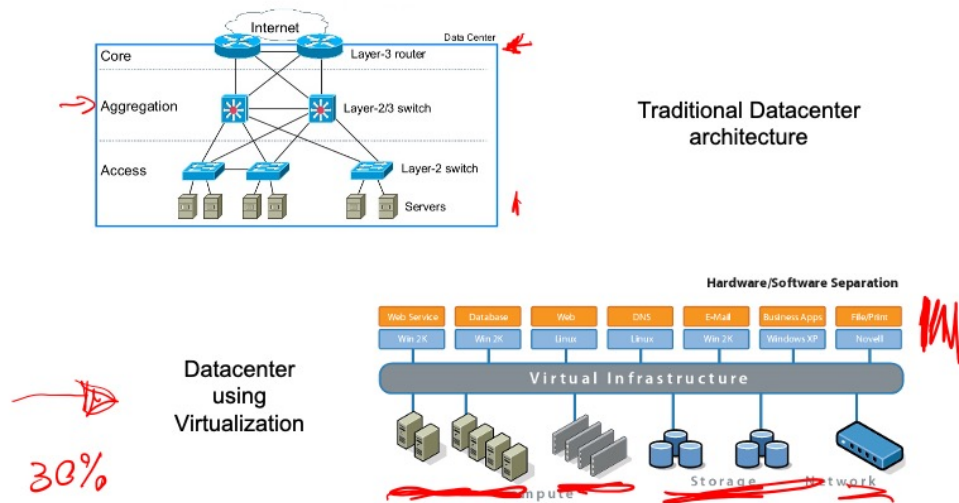 Internet
Data Center
Core
Layer-3 router
Aggregation
Layer-2/3 switch
Traditional Datacenter
architecture
Access
Layer-2 switch
Servers
Hardware/Software Separation
Web Service Database Web DNS E-Mail Business Apps File/Print
Win 2K Win 2K Linux Linux Win 2K Windows XP Novell
Virtual Infrastructure
Datacenter
using
Virtualization
30%
Compute
Storage
Network